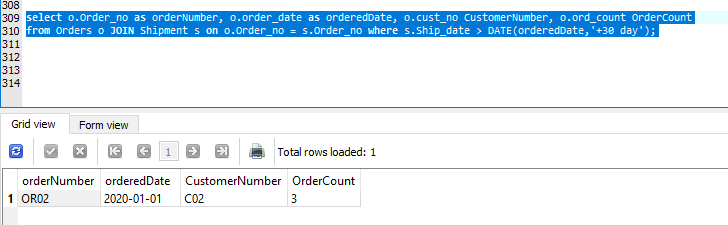 308
309 select o.Order_no as orderNumber, o.order_date as orderedDate, o.cust_no CustomerNumber, o.ord_count OrderCount
310 from Orders o JOIN Shipment s on o.Order_no = s.Order_no where s.Ship_date > DATE(orderedDate,'+30 day');
311
312
313
314
Grid view Form view
1 Total rows loaded: 1
orderNumber orderedDate CustomerNumber OrderCount
1 OR02 2020-01-01 C02 3